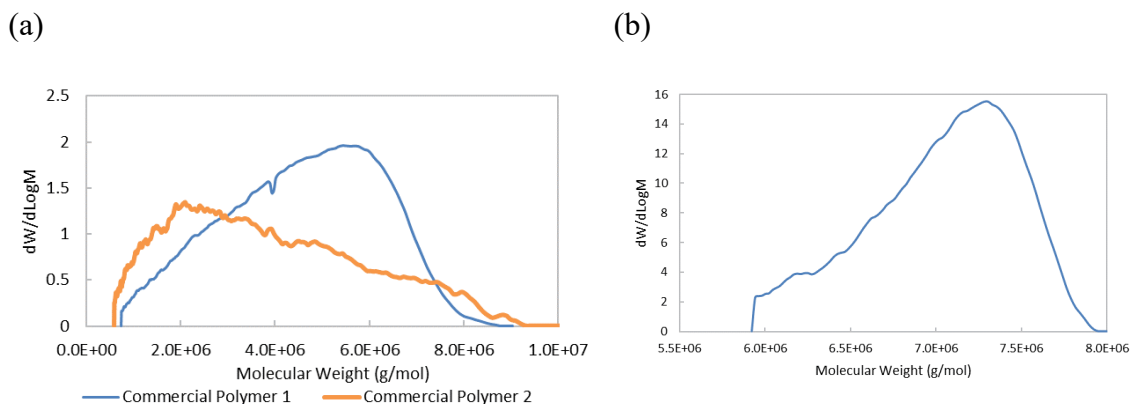 (a)
(b)
dW/dLogM
2.5
2
1.5
1
0.5
0
0.0E+00
2.0E+06
4.0E+06
6.0E+06
8.0E+06
1.0E+07
Molecular Weight (g/mol)
Commercial Polymer 1
Commercial Polymer 2
dW/dLogM
16
14
12
10
8
6
4
2
0
5.5E+06
6.0E+06
6.5E+06
7.0E+06
7.5E+06
8.0E+06
Molecular Weight (g/mol)